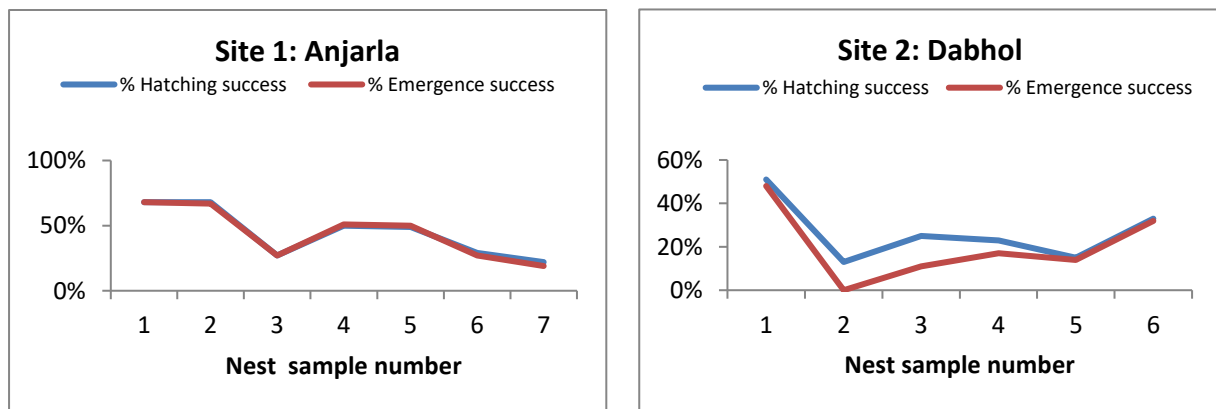 Site 1: Anjarla
% Hatching success % Emergence success
100%
50%
0%
1 2 3 4 5 6 7
Nest sample number
Site 2: Dabhol
% Hatching success % Emergence success
60%
40%
20%
0%
1 2 3 4 5 6
Nest sample number